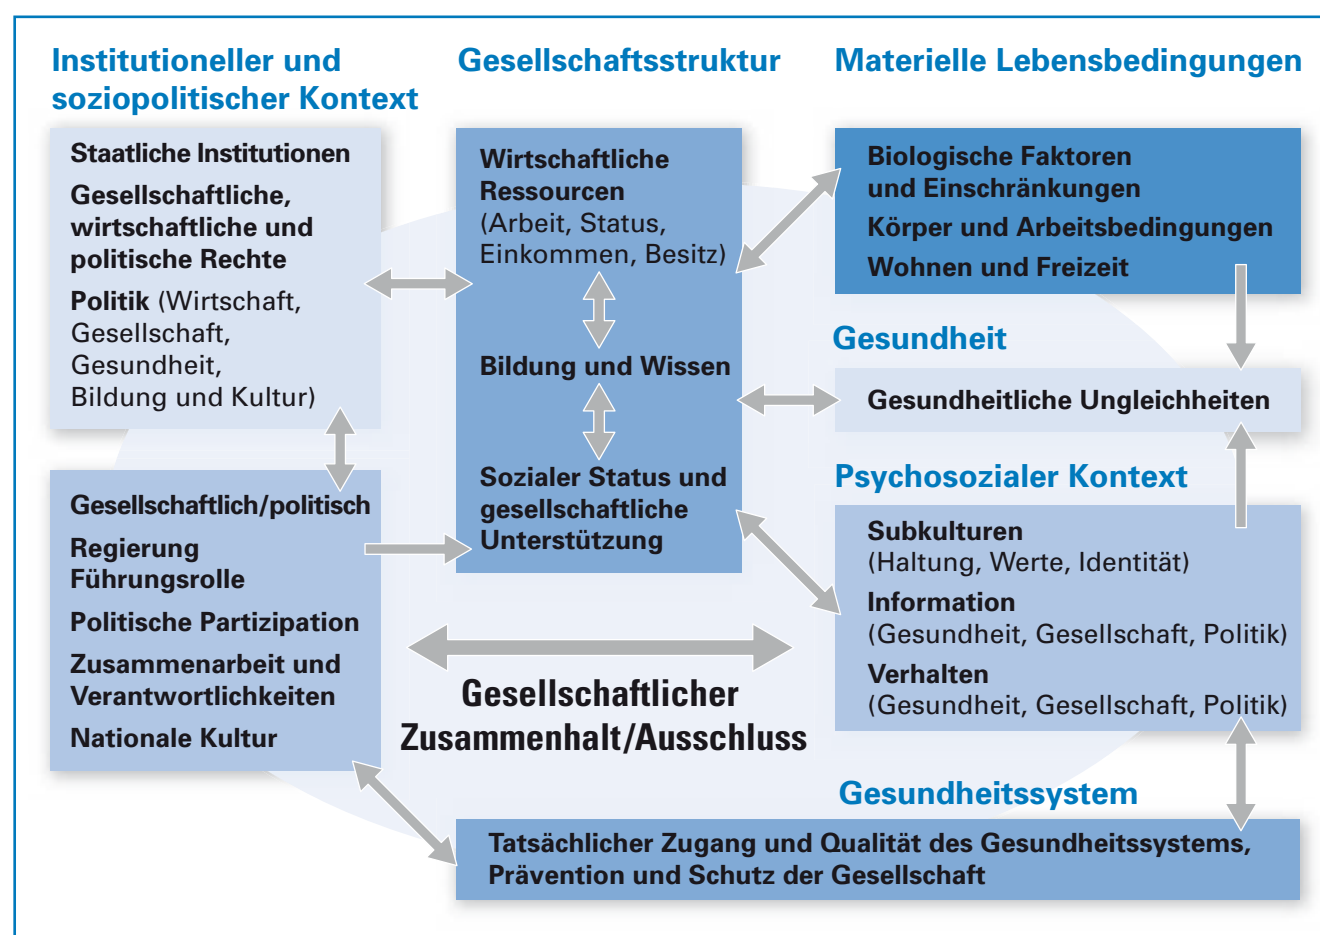 Institutioneller und
soziopolitischer Kontext
Staatliche Institutionen
Gesellschaftliche,
wirtschaftliche und
politische Rechte
Politik (Wirtschaft,
Gesellschaft,
Gesundheit,
Bildung und Kultur)
Gesellschaftlich/politisch
Regierung
Führungsrolle
Politische Partizipation
Zusammenarbeit und
Verantwortlichkeiten
Nationale Kultur
Gesellschaftsstruktur
Wirtschaftliche
Ressourcen
(Arbeit, Status,
Einkommen, Besitz)
Bildung und Wissen
Sozialer Status und
gesellschaftliche
Unterstützung
Gesellschaftlicher
Zusammenhalt/Ausschluss
Materielle Lebensbedingungen
Biologische Faktoren
und Einschränkungen
Körper und Arbeitsbedingungen
Wohnen und Freizeit
Gesundheit
Gesundheitliche Ungleichheiten
Psychosozialer Kontext
Subkulturen
(Haltung, Werte, Identität)
Information
(Gesundheit, Gesellschaft, Politik)
Verhalten
(Gesundheit, Gesellschaft, Politik)
Gesundheitssystem
Tatsächlicher Zugang und Qualität des Gesundheitssystems,
Prävention und Schutz der Gesellschaft